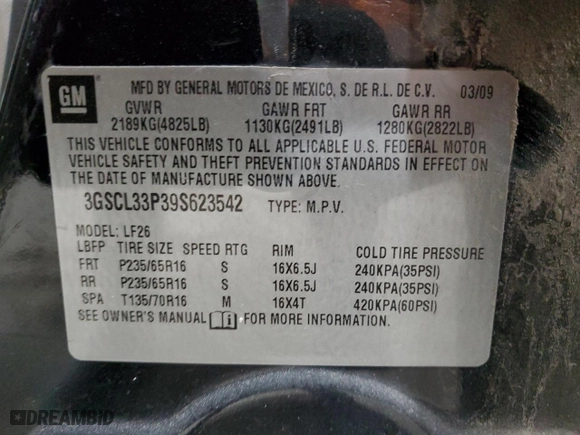 GM
MFD BY GENERAL MOTORS DE MEXICO, S. DE R.L. DE C.V. 03/09
GVWR GAWR FRT GAWR RR
2189KG(4825LB) 1130KG(2491LB) 1280KG(2822LB)
THIS VEHICLE CONFORMS TO ALL APPLICABLE U.S. FEDERAL MOTOR
VEHICLE SAFETY AND THEFT PREVENTION STANDARDS IN EFFECT ON
THE DATE OF MANUFACTURE SHOWN ABOVE.
3GSCL33P39S623542 TYPE: M.P.V.
MODEL: LF26
LBFP TIRE SIZE SPEED RTG RIM COLD TIRE PRESSURE
FRT P235/65R16 S 16X6.5J 240KPA(35PSI)
RR P235/65R16 S 16X6.5J 240KPA(35PSI)
SPA T135/70R16 M 16X4T 420KPA(60PSI)
SEE OWNER'S MANUAL i FOR MORE INFORMATION.
DREAMBID